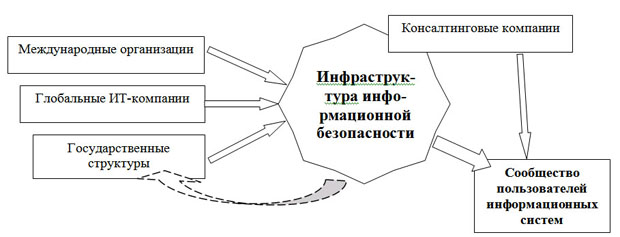 Международные организации
Глобальные ИТ-компании
Государственные
структуры
Инфраструк-
тура инфо-
рмационной
безопасности
Консалтинговые компании
Сообщество
пользователей
информационных
систем